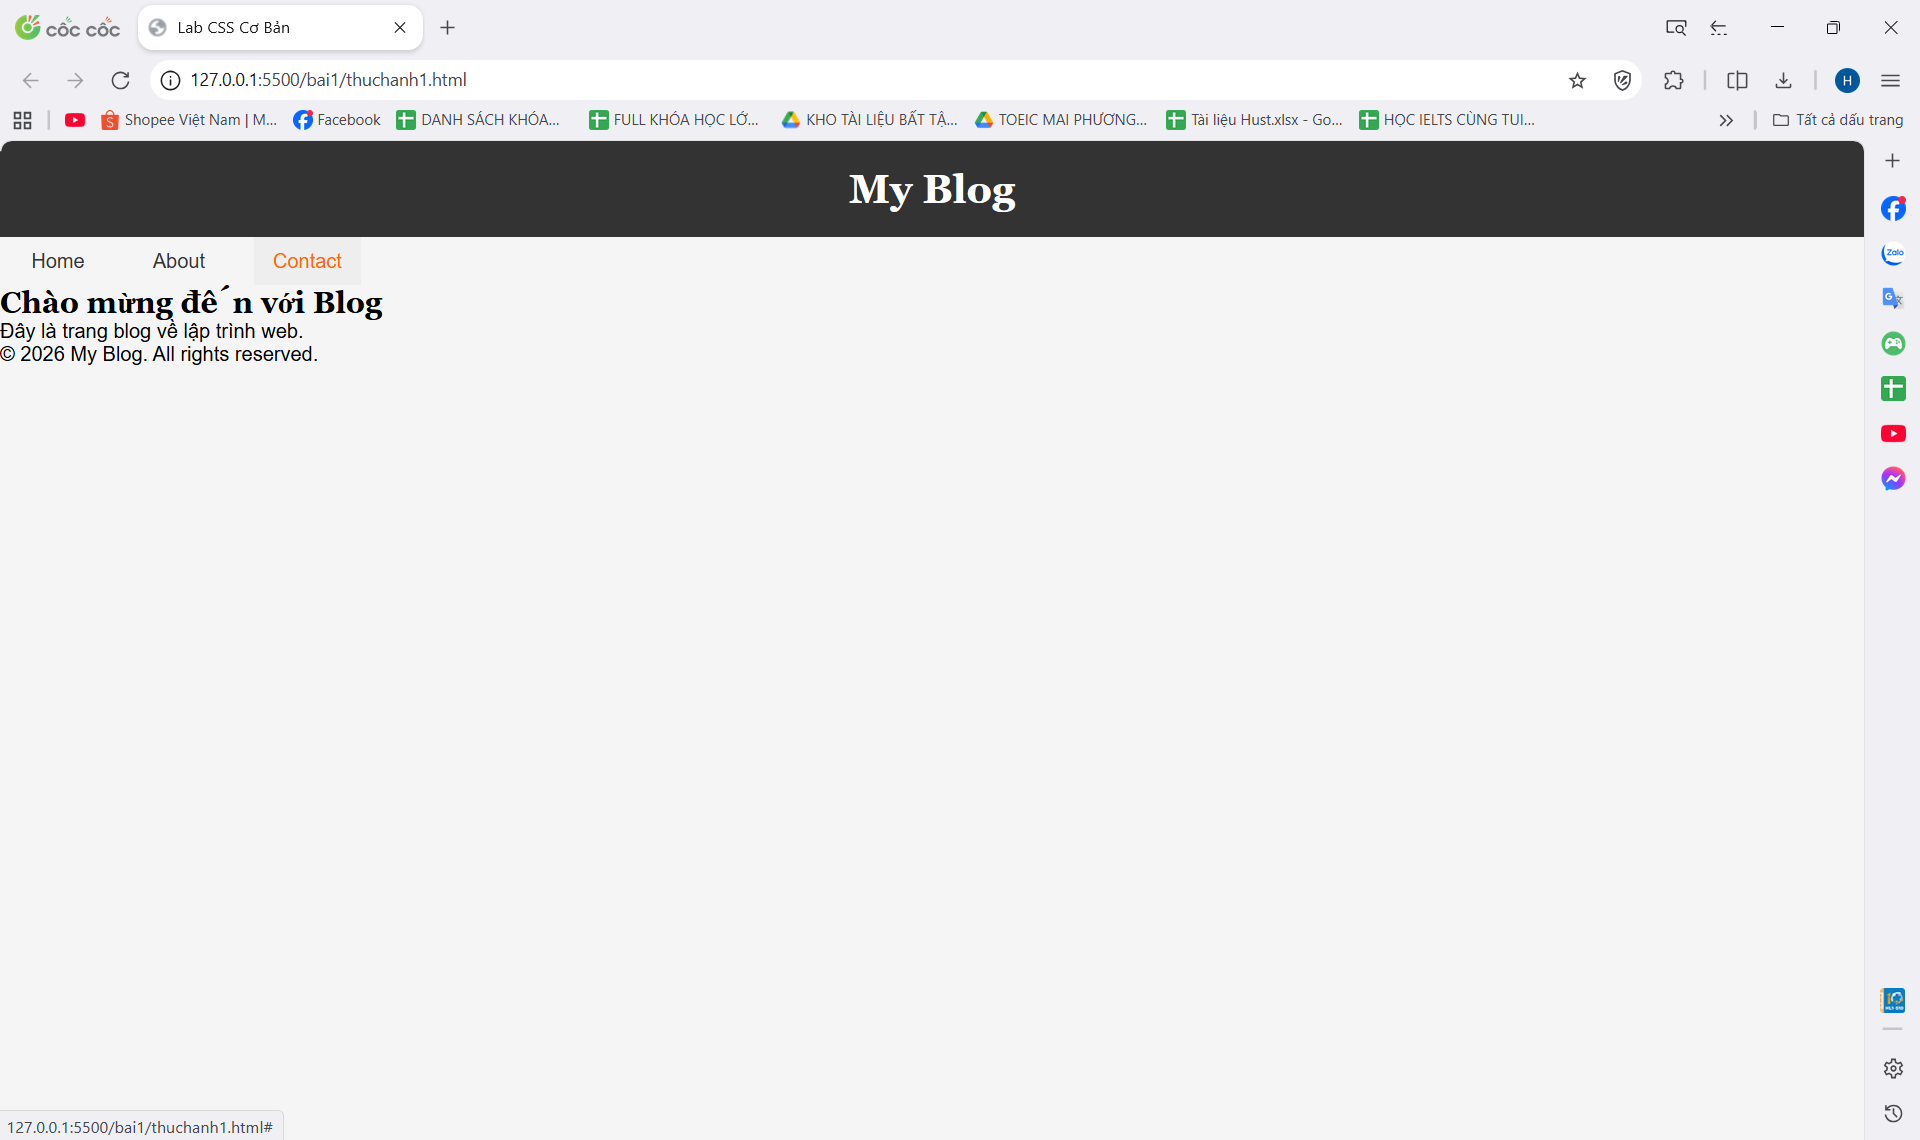 cốc cốc
Lab CSS Cơ Bản
127.0.0.1:5500/bai1/thuchanh1.html
H
Shopee Việt Nam | M...
Facebook
DANH SÁCH KHÓA...
FULL KHÓA HỌC LỚ...
KHO TÀI LIỆU BẤT TẬ...
TOEIC MAI PHƯƠNG...
Tài liệu Hust.xlsx - Go...
HỌC IELTS CÙNG TUI...
Tất cả dấu trang
My Blog
Home About Contact
Chào mừng đến với Blog
Đây là trang blog về lập trình web.
© 2026 My Blog. All rights reserved.
Zalo
127.0.0.1:5500/bai1/thuchanh1.html#